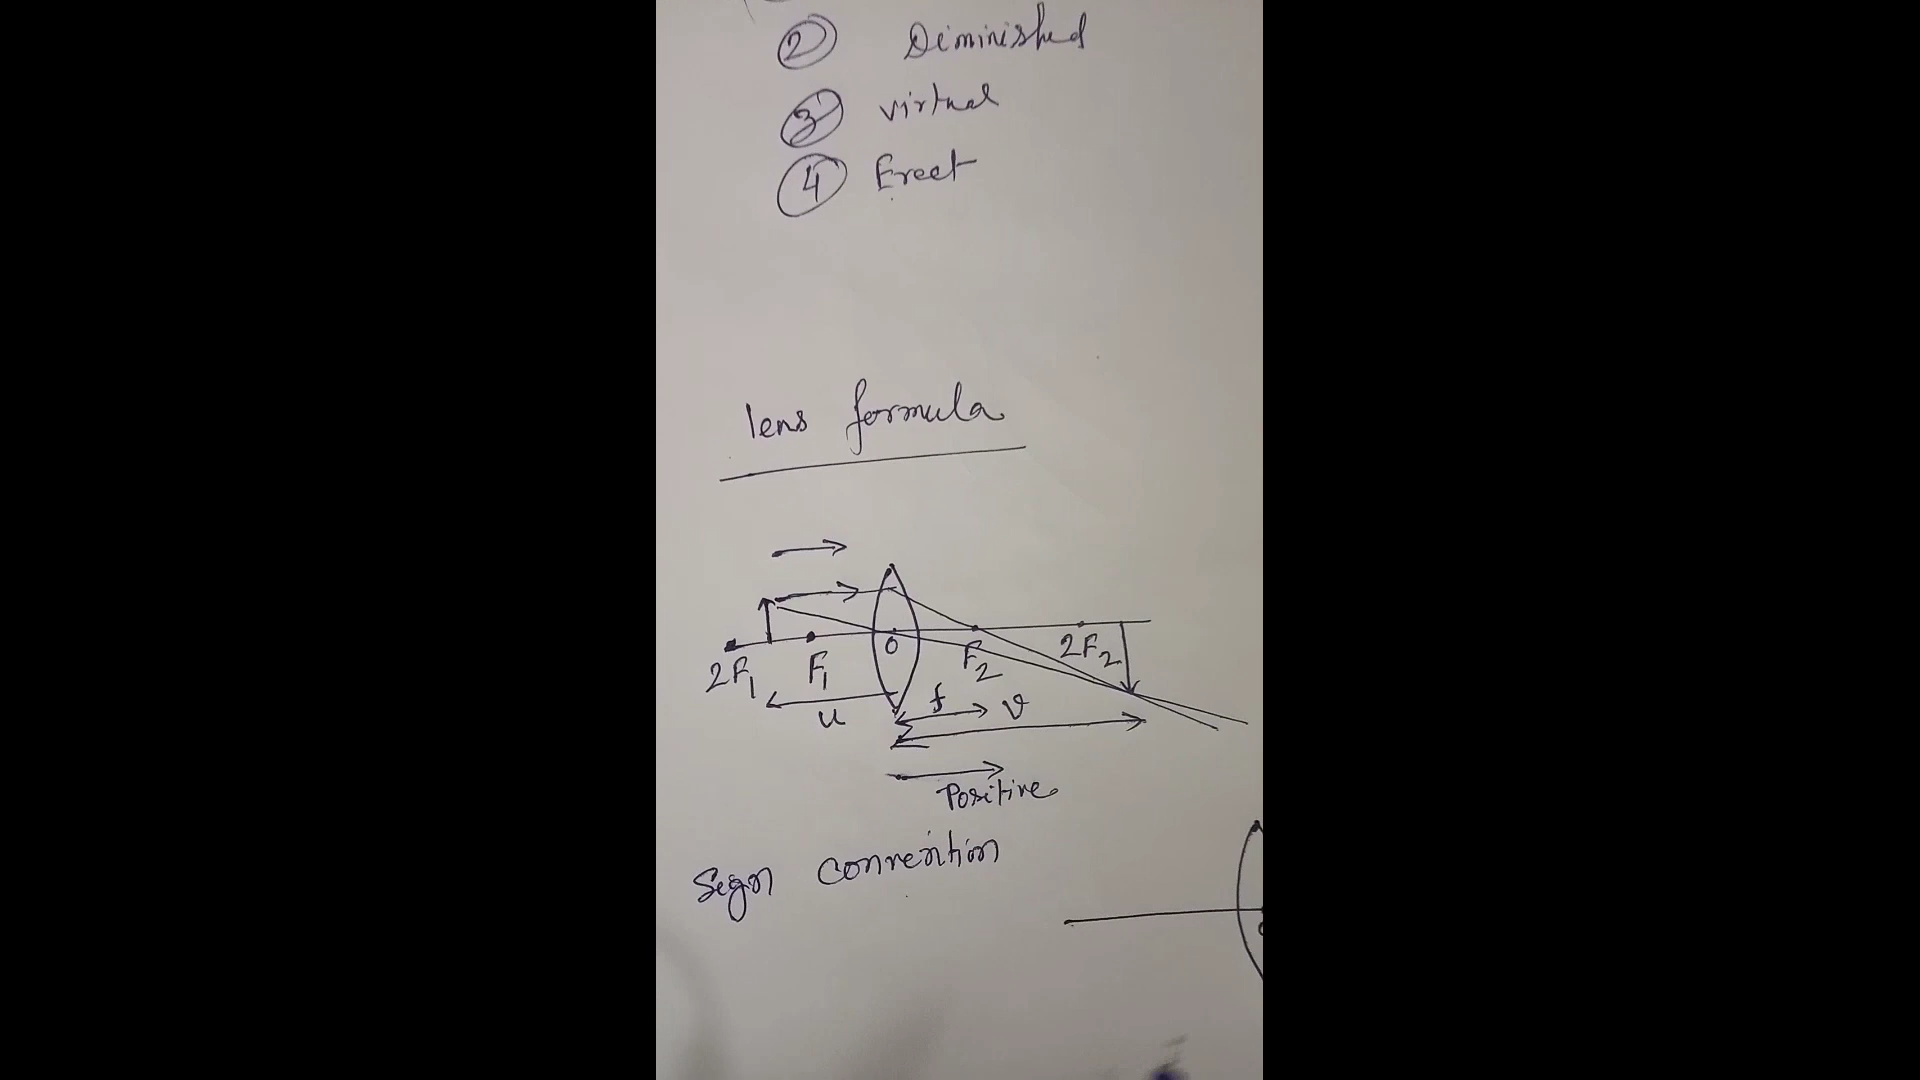 ② Diminished
③ virtual
④ Erect
lens formula
2F₁ F₁ O F₂ 2F₂
u f v
Positive
Sign convention